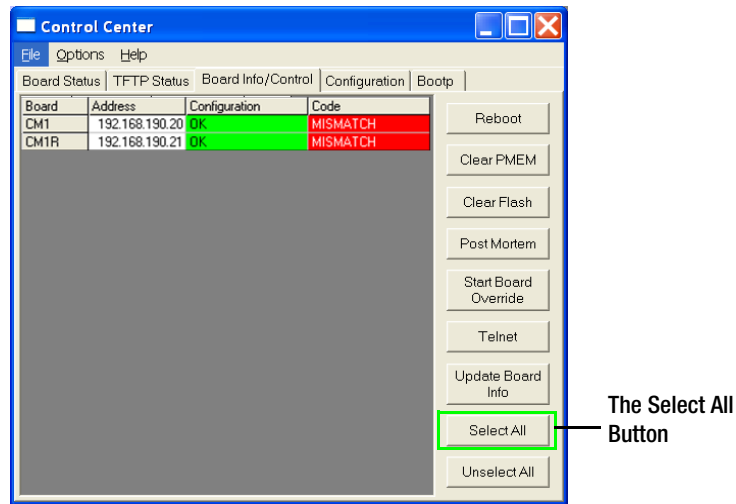 Control Center
File Options Help
Board Status TFTP Status Board Info/Control Configuration Bootp
Board Address Configuration Code
CM1 192.168.190.20 OK MISMATCH
CM1R 192.168.190.21 OK MISMATCH
Reboot
Clear PMEM
Clear Flash
Post Mortem
Start Board
Override
Telnet
Update Board
Info
Select All
Unselect All
The Select All
Button